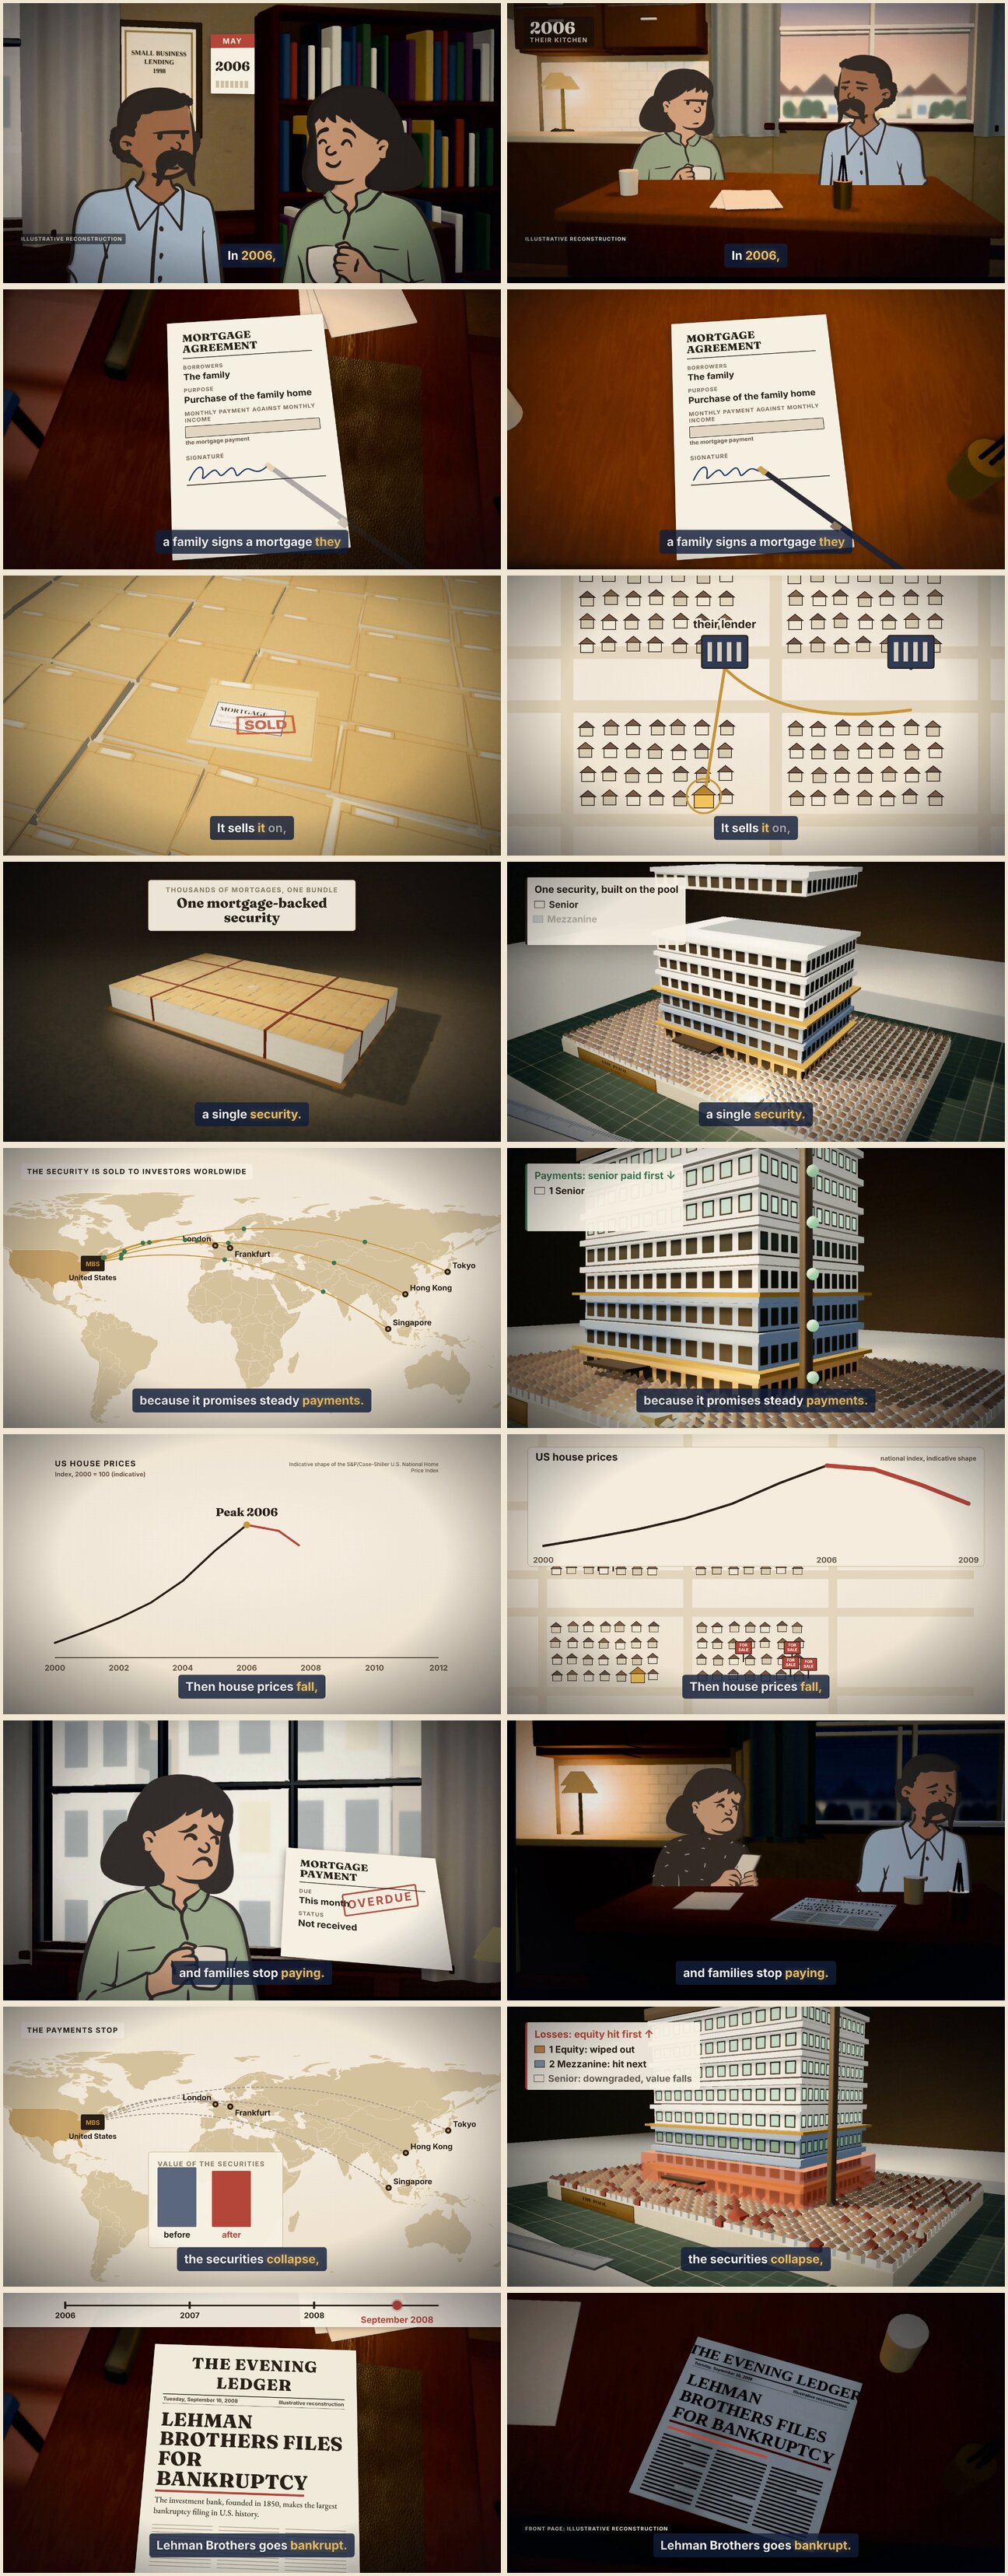 SMALL BUSINESS
LENDING
1998
MAY
2006
ILLUSTRATIVE RECONSTRUCTION
In 2006,
2006
THEIR KITCHEN
ILLUSTRATIVE RECONSTRUCTION
In 2006,
MORTGAGE
AGREEMENT
BORROWERS
The family
PURPOSE
Purchase of the family home
MONTHLY PAYMENT AGAINST MONTHLY
INCOME
the mortgage payment
SIGNATURE
a family signs a mortgage they
MORTGAGE
AGREEMENT
BORROWERS
The family
PURPOSE
Purchase of the family home
MONTHLY PAYMENT AGAINST MONTHLY
INCOME
the mortgage payment
SIGNATURE
a family signs a mortgage they
MORTGAGE
SOLD
It sells it on,
their lender
It sells it on,
THOUSANDS OF MORTGAGES, ONE BUNDLE
One mortgage-backed
security
a single security.
One security, built on the pool
Senior
Mezzanine
a single security.
THE SECURITY IS SOLD TO INVESTORS WORLDWIDE
London
Frankfurt
MBS
United States
Tokyo
Hong Kong
Singapore
because it promises steady payments.
Payments: senior paid first ↓
1 Senior
because it promises steady payments.
US HOUSE PRICES
Index, 2000 = 100 (indicative)
Indicative shape of the S&P/Case-Shiller U.S. National Home
Price Index
Peak 2006
2000 2002 2004 2006 2008 2010 2012
Then house prices fall,
US house prices
national index, indicative shape
2000 2006 2009
FOR SALE
FOR SALE
FOR SALE
FOR SALE
Then house prices fall,
MORTGAGE
PAYMENT
DUE
This month
OVERDUE
STATUS
Not received
and families stop paying.
and families stop paying.
THE PAYMENTS STOP
London
Frankfurt
MBS
United States
Tokyo
Hong Kong
Singapore
VALUE OF THE SECURITIES
before after
the securities collapse,
Losses: equity hit first ↑
1 Equity: wiped out
2 Mezzanine: hit next
Senior: downgraded, value falls
THE POOL
the securities collapse,
2006 2007 2008
September 2008
THE EVENING
LEDGER
Tuesday, September 16, 2008 Illustrative reconstruction
LEHMAN
BROTHERS FILES
FOR
BANKRUPTCY
The investment bank, founded in 1850, makes the largest
bankruptcy filing in U.S. history.
Lehman Brothers goes bankrupt.
THE EVENING LEDGER
Illustrative reconstruction
LEHMAN
BROTHERS FILES
FOR BANKRUPTCY
FRONT PAGE: ILLUSTRATIVE RECONSTRUCTION
Lehman Brothers goes bankrupt.